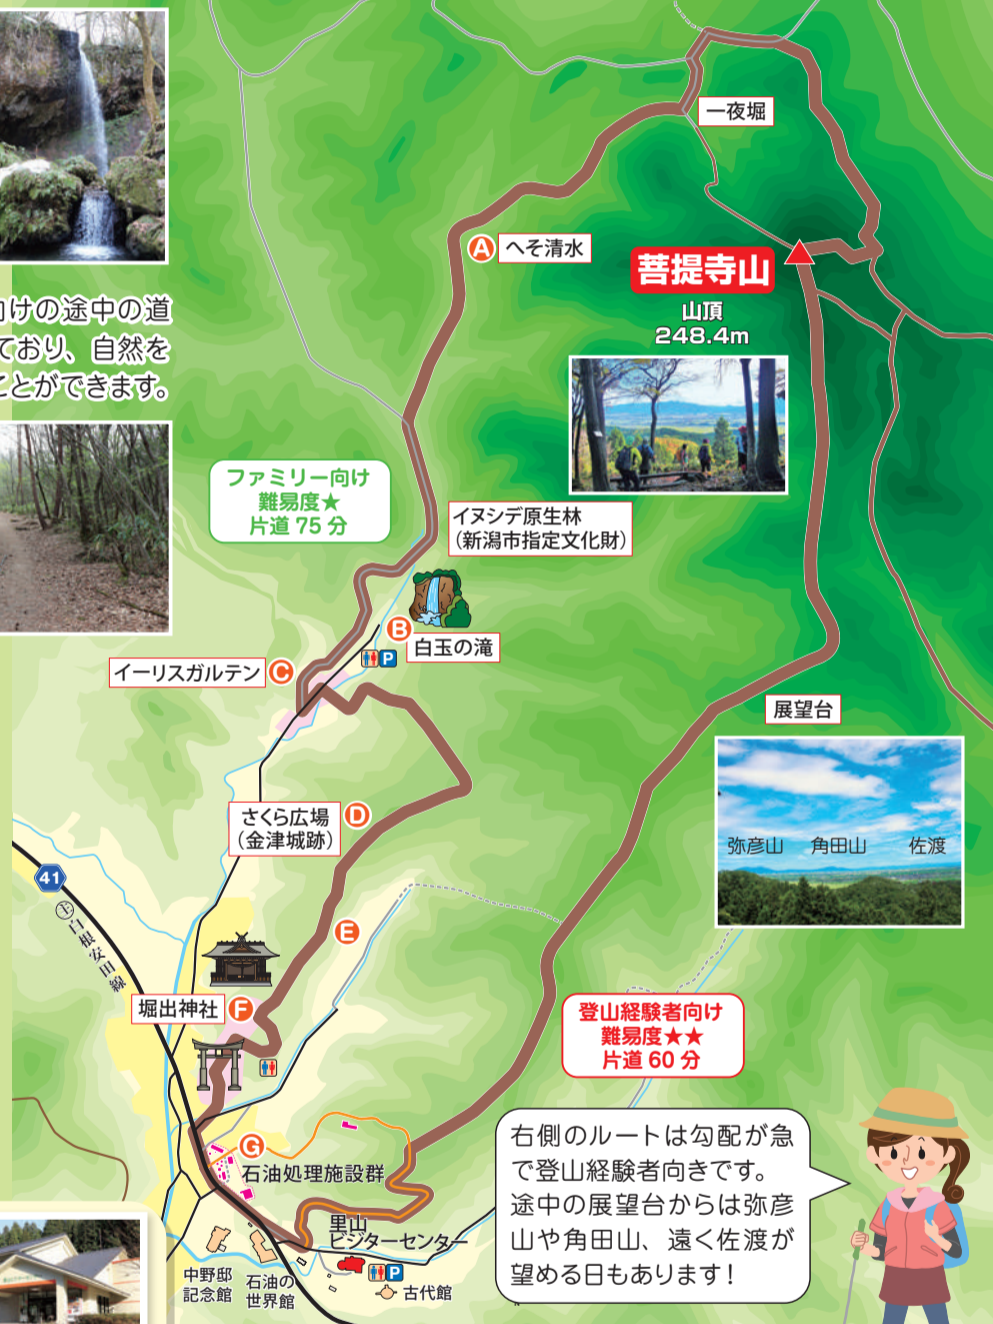 一夜堀
A
へそ清水
菩提寺山
山頂
248.4m
向けの途中の道
ており、自然を
ことができます。
ファミリー向け
難易度★
片道 75 分
イヌシデ原生林
（新潟市指定文化財）
B
白玉の滝
P
イーリスガルテン
C
展望台
弥彦山 角田山 佐渡
さくら広場
（金津城跡）
D
41
主白根安田線
E
堀出神社
F
登山経験者向け
難易度★★
片道 60 分
G
石油処理施設群
里山
ビジターセンター
P
古代館
中野邸
記念館
石油の
世界館
右側のルートは勾配が急
で登山経験者向きです。
途中の展望台からは弥彦
山や角田山、遠く佐渡が
望める日もあります！